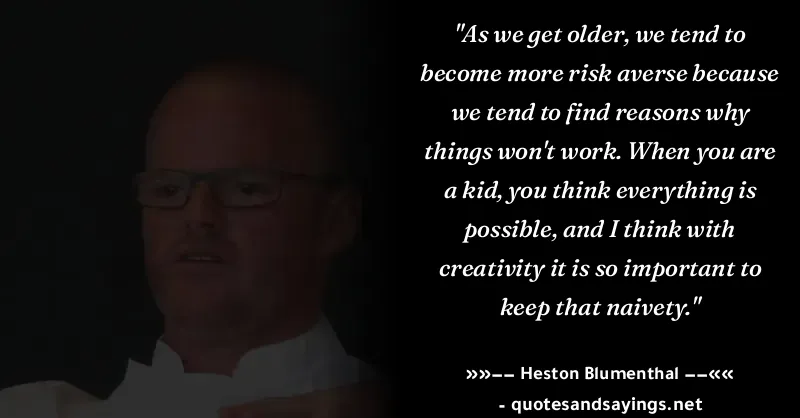 "As we get older, we tend to
become more risk averse because
we tend to find reasons why
things won't work. When you are
a kid, you think everything is
possible, and I think with
creativity it is so important to
keep that naivety."
»»−− Heston Blumenthal −−««
- quotesandsayings.net